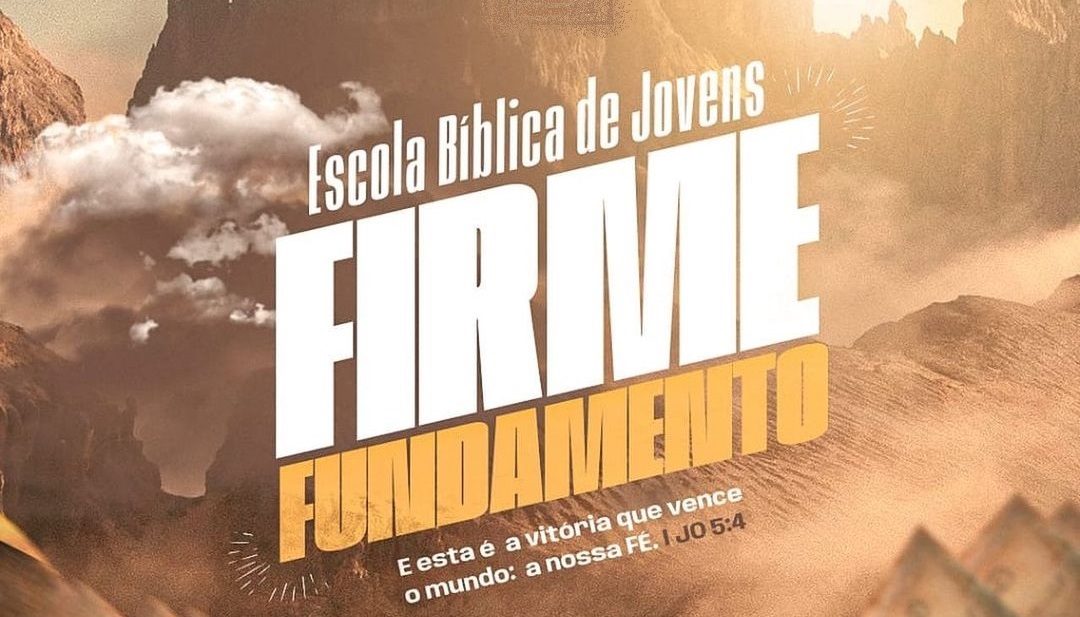 Escola Bíblica de Jovens
FIRME
FUNDAMENTO
E esta é a vitória que vence
o mundo: a nossa FÉ. I JO 5:4